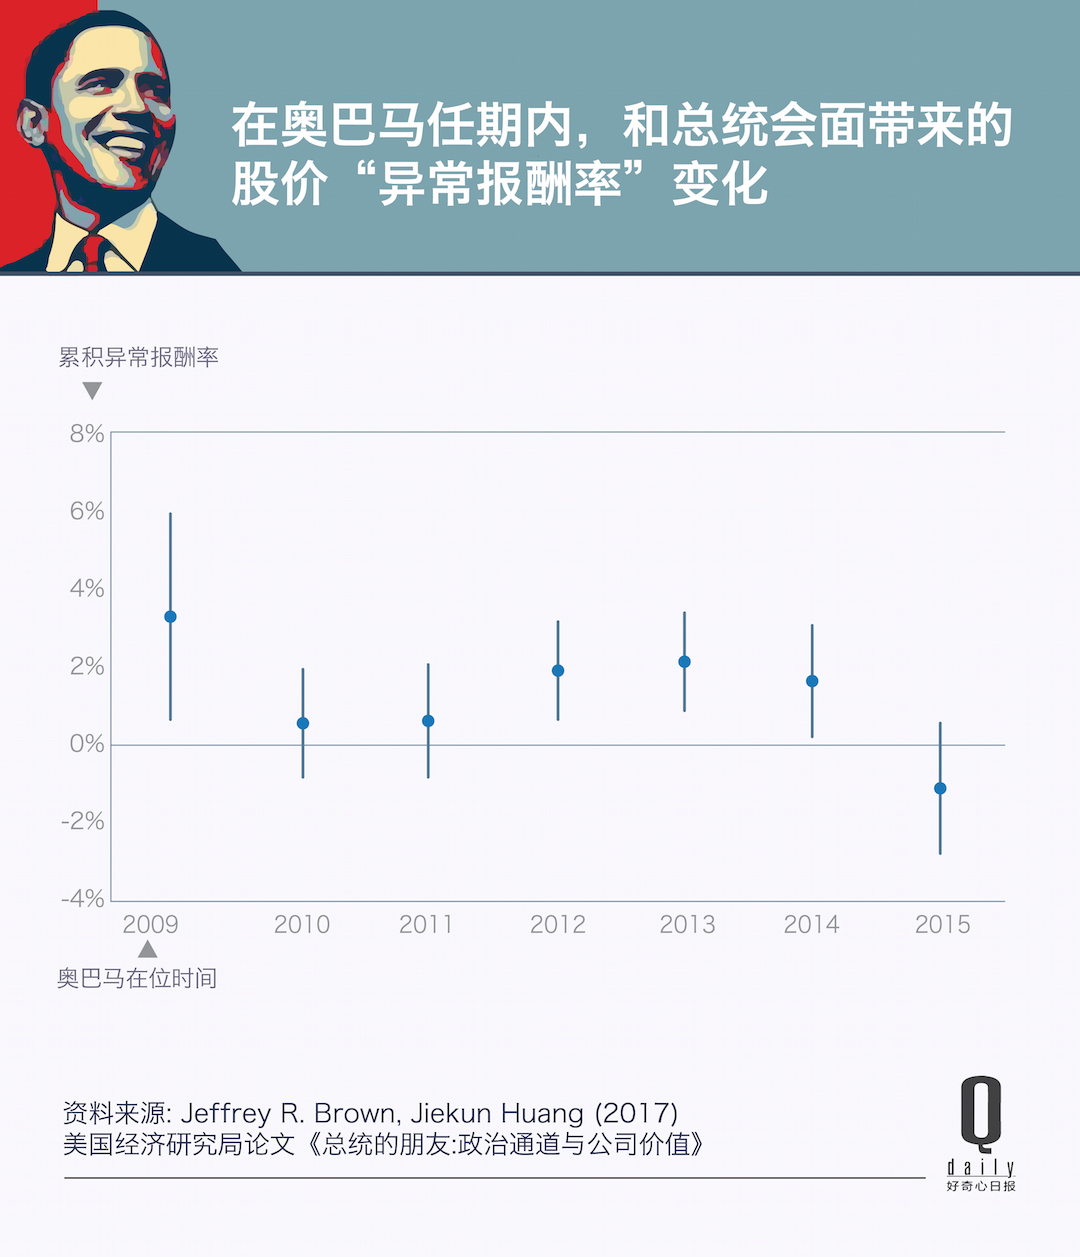 在奥巴马任期内，和总统会面带来的
股价“异常报酬率”变化
累积异常报酬率
8%
6%
4%
2%
0%
-2%
-4%
2009 2010 2011 2012 2013 2014 2015
奥巴马在位时间
资料来源: Jeffrey R. Brown, Jiekun Huang (2017)
美国经济研究局论文《总统的朋友:政治通道与公司价值》
Q
daily
好奇心日报